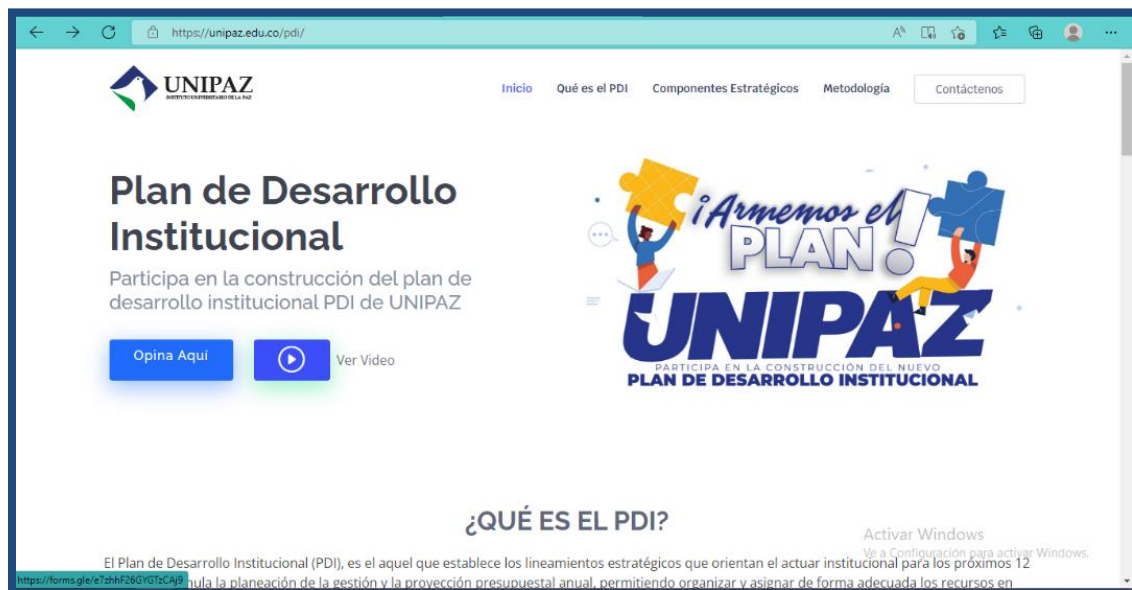 https://unipaz.edu.co/pdi/
UNIPAZ
INSTITUTO UNIVERSITARIO DE LA PAZ
Inicio
Qué es el PDI
Componentes Estratégicos
Metodología
Contáctenos
Plan de Desarrollo
Institucional
Participa en la construcción del plan de
desarrollo institucional PDI de UNIPAZ
Opina Aquí
Ver Video
¡Armemos el
PLAN!
UNIPAZ
PARTICIPA EN LA CONSTRUCCIÓN DEL NUEVO
PLAN DE DESARROLLO INSTITUCIONAL
¿QUÉ ES EL PDI?
Activar Windows
Ve a Configuración para activar Windows.
El Plan de Desarrollo Institucional (PDI), es el aquel que establece los lineamientos estratégicos que orientan el actuar institucional para los próximos 12
la planeación de la gestión y la proyección presupuestal anual, permitiendo organizar y asignar de forma adecuada los recursos en